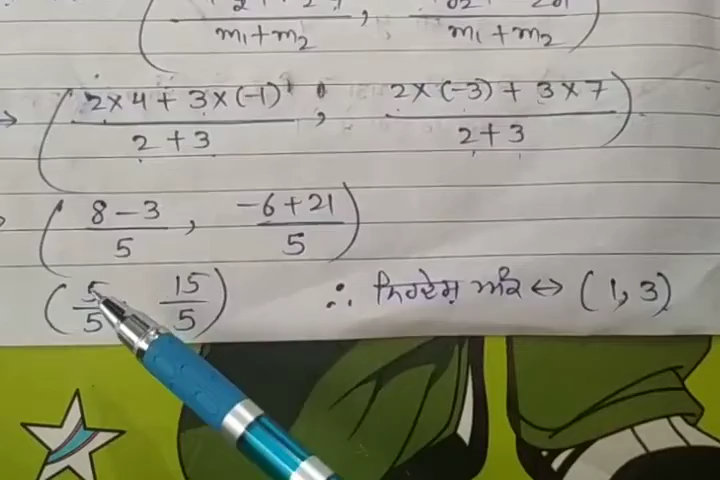 m₁+m₂ , m₁+m₂
→ ( 2×4 + 3×(-1) / 2+3 , 2×(-3) + 3×7 / 2+3 )
( 8-3 / 5 , -6+21 / 5 )
( 5/5 15/5 ) ∴ ਨਿਰਦੇਸ਼ ਅੰਕ ↔ (1, 3)